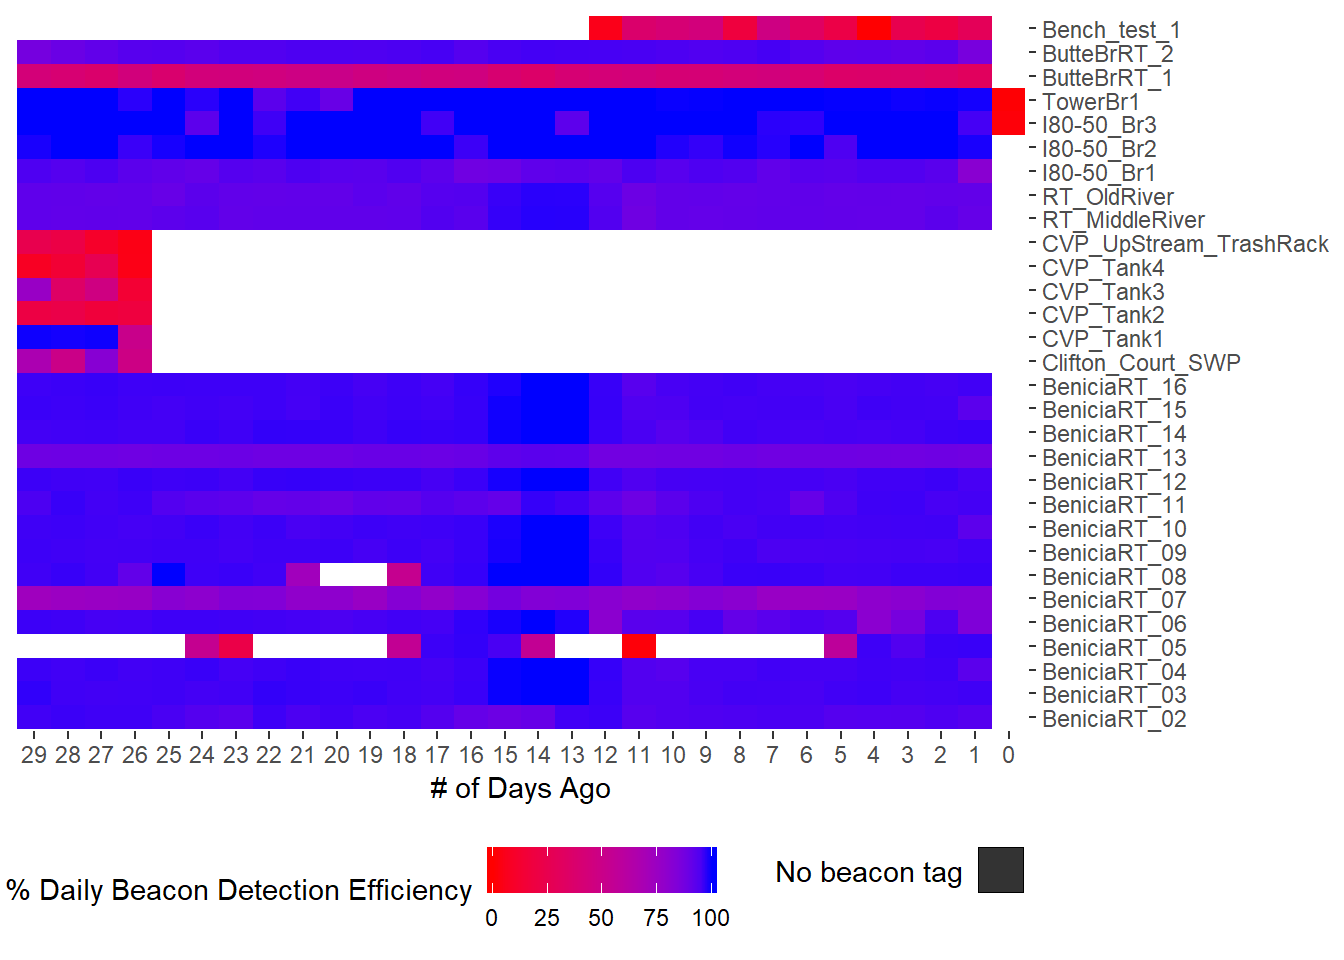 Bench_test_1
ButteBrRT_2
ButteBrRT_1
TowerBr1
I80-50_Br3
I80-50_Br2
I80-50_Br1
RT_OldRiver
RT_MiddleRiver
CVP_UpStream_TrashRack
CVP_Tank4
CVP_Tank3
CVP_Tank2
CVP_Tank1
Clifton_Court_SWP
BeniciaRT_16
BeniciaRT_15
BeniciaRT_14
BeniciaRT_13
BeniciaRT_12
BeniciaRT_11
BeniciaRT_10
BeniciaRT_09
BeniciaRT_08
BeniciaRT_07
BeniciaRT_06
BeniciaRT_05
BeniciaRT_04
BeniciaRT_03
BeniciaRT_02
29 28 27 26 25 24 23 22 21 20 19 18 17 16 15 14 13 12 11 10 9 8 7 6 5 4 3 2 1 0
# of Days Ago
% Daily Beacon Detection Efficiency
0 25 50 75 100
No beacon tag